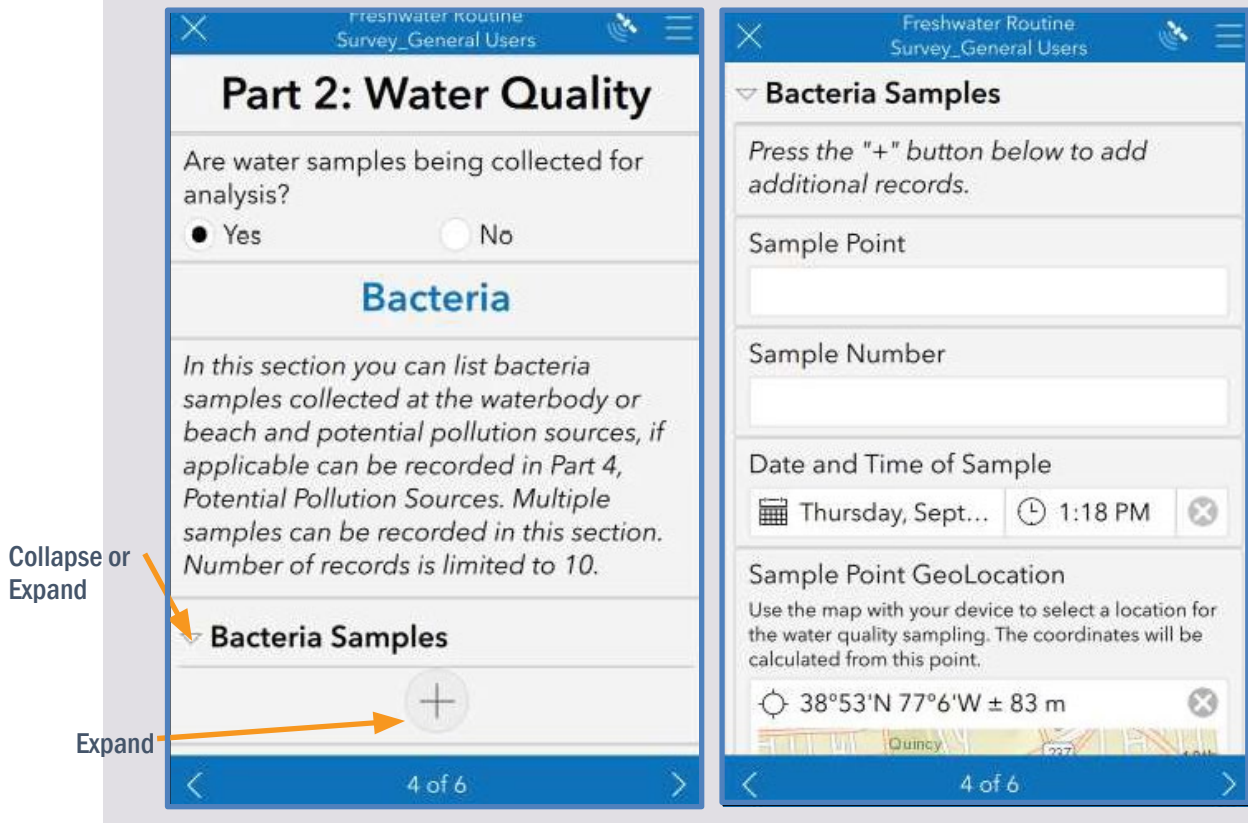 Freshwater Routine
Survey_General Users
Part 2: Water Quality
Are water samples being collected for
analysis?
Yes
No
Bacteria
In this section you can list bacteria
samples collected at the waterbody or
beach and potential pollution sources, if
applicable can be recorded in Part 4,
Potential Pollution Sources. Multiple
samples can be recorded in this section.
Number of records is limited to 10.
Collapse or
Expand
Bacteria Samples
Expand
4 of 6
Freshwater Routine
Survey_General Users
Bacteria Samples
Press the "+" button below to add
additional records.
Sample Point
Sample Number
Date and Time of Sample
Thursday, Sept... 1:18 PM
Sample Point GeoLocation
Use the map with your device to select a location for
the water quality sampling. The coordinates will be
calculated from this point.
38°53'N 77°6'W ± 83 m
Quincy
237
4 of 6